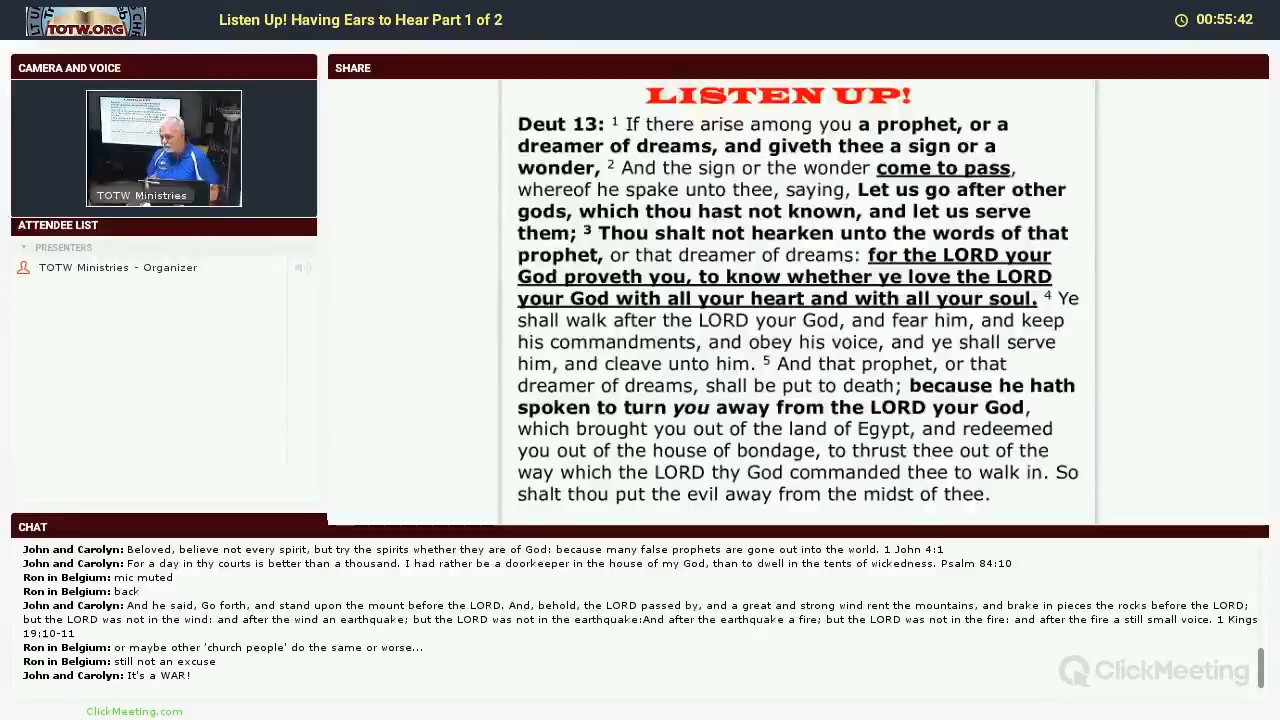 TOTW.ORG
Listen Up! Having Ears to Hear Part 1 of 2
00:55:42
CAMERA AND VOICE
TOTW Ministries
ATTENDEE LIST
PRESENTERS
TOTW Ministries - Organizer
SHARE
LISTEN UP!
Deut 13: 1 If there arise among you a prophet, or a
dreamer of dreams, and giveth thee a sign or a
wonder, 2 And the sign or the wonder come to pass,
whereof he spake unto thee, saying, Let us go after other
gods, which thou hast not known, and let us serve
them; 3 Thou shalt not hearken unto the words of that
prophet, or that dreamer of dreams: for the LORD your
God proveth you, to know whether ye love the LORD
your God with all your heart and with all your soul. 4 Ye
shall walk after the LORD your God, and fear him, and keep
his commandments, and obey his voice, and ye shall serve
him, and cleave unto him. 5 And that prophet, or that
dreamer of dreams, shall be put to death; because he hath
spoken to turn you away from the LORD your God,
which brought you out of the land of Egypt, and redeemed
you out of the house of bondage, to thrust thee out of the
way which the LORD thy God commanded thee to walk in. So
shalt thou put the evil away from the midst of thee.
CHAT
John and Carolyn: Beloved, believe not every spirit, but try the spirits whether they are of God: because many false prophets are gone out into the world. 1 John 4:1
John and Carolyn: For a day in thy courts is better than a thousand. I had rather be a doorkeeper in the house of my God, than to dwell in the tents of wickedness. Psalm 84:10
Ron in Belgium: mic muted
Ron in Belgium: back
John and Carolyn: And he said, Go forth, and stand upon the mount before the LORD. And, behold, the LORD passed by, and a great and strong wind rent the mountains, and brake in pieces the rocks before the LORD;
but the LORD was not in the wind: and after the wind an earthquake; but the LORD was not in the earthquake:And after the earthquake a fire; but the LORD was not in the fire: and after the fire a still small voice. 1 Kings
19;10-11
Ron in Belgium: or maybe other 'church people' do the same or worse...
Ron in Belgium: still not an excuse
John and Carolyn: It's a WAR!
ClickMeeting
ClickMeeting.com